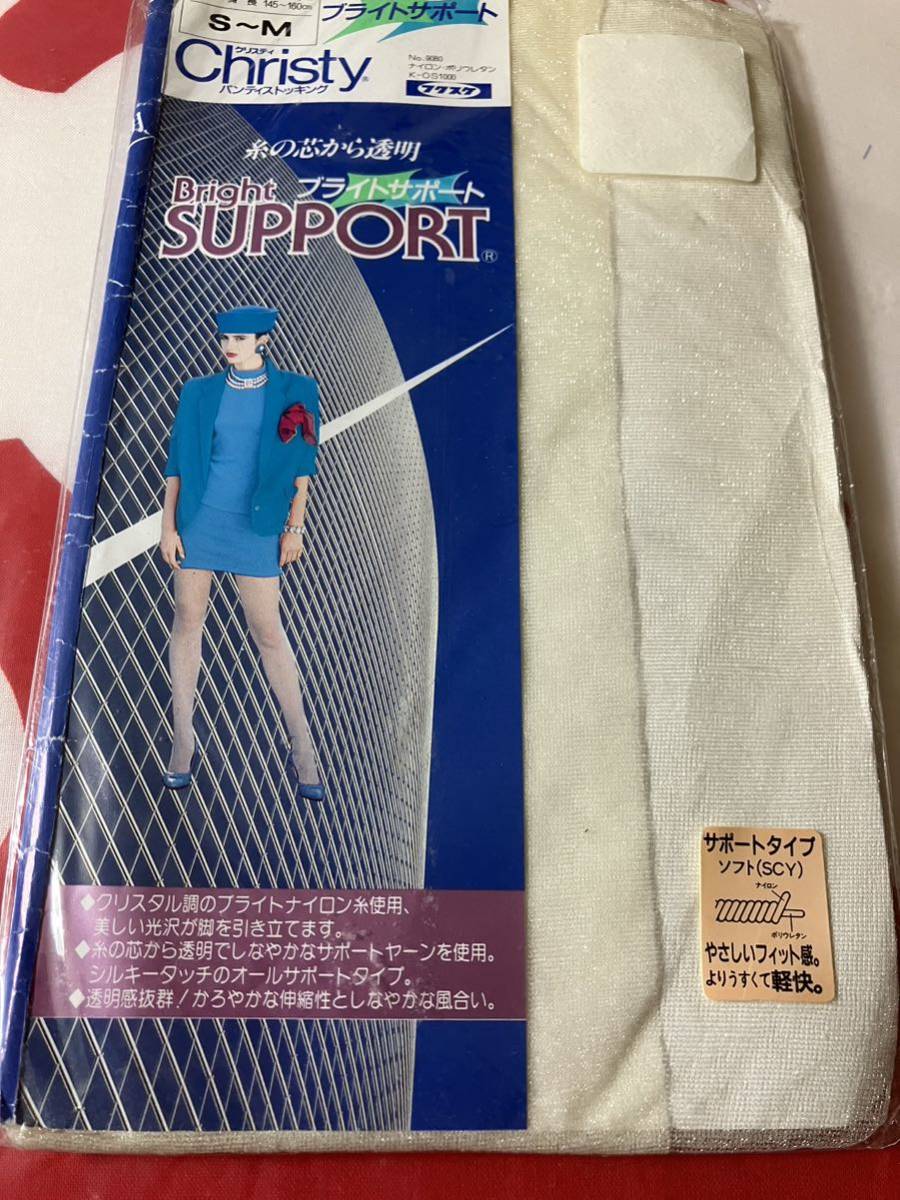 身長 145~160cm
S~M
ブライトサポート
クリスティ
Christy®
パンティストッキング
No.9080
ナイロン・ポリウレタン
K-OS1000
フクスケ
糸の芯から透明
Bright ブライトサポート
SUPPORT®
◆クリスタル調のブライトナイロン糸使用、
美しい光沢が脚を引き立てます。
◆糸の芯から透明でしなやかなサポートヤーンを使用。
シルキータッチのオールサポートタイプ。
◆透明感抜群!かろやかな伸縮性としなやかな風合い。
サポートタイプ
ソフト(SCY)
ナイロン
ポリウレタン
やさしいフィット感。
よりうすくて軽快。